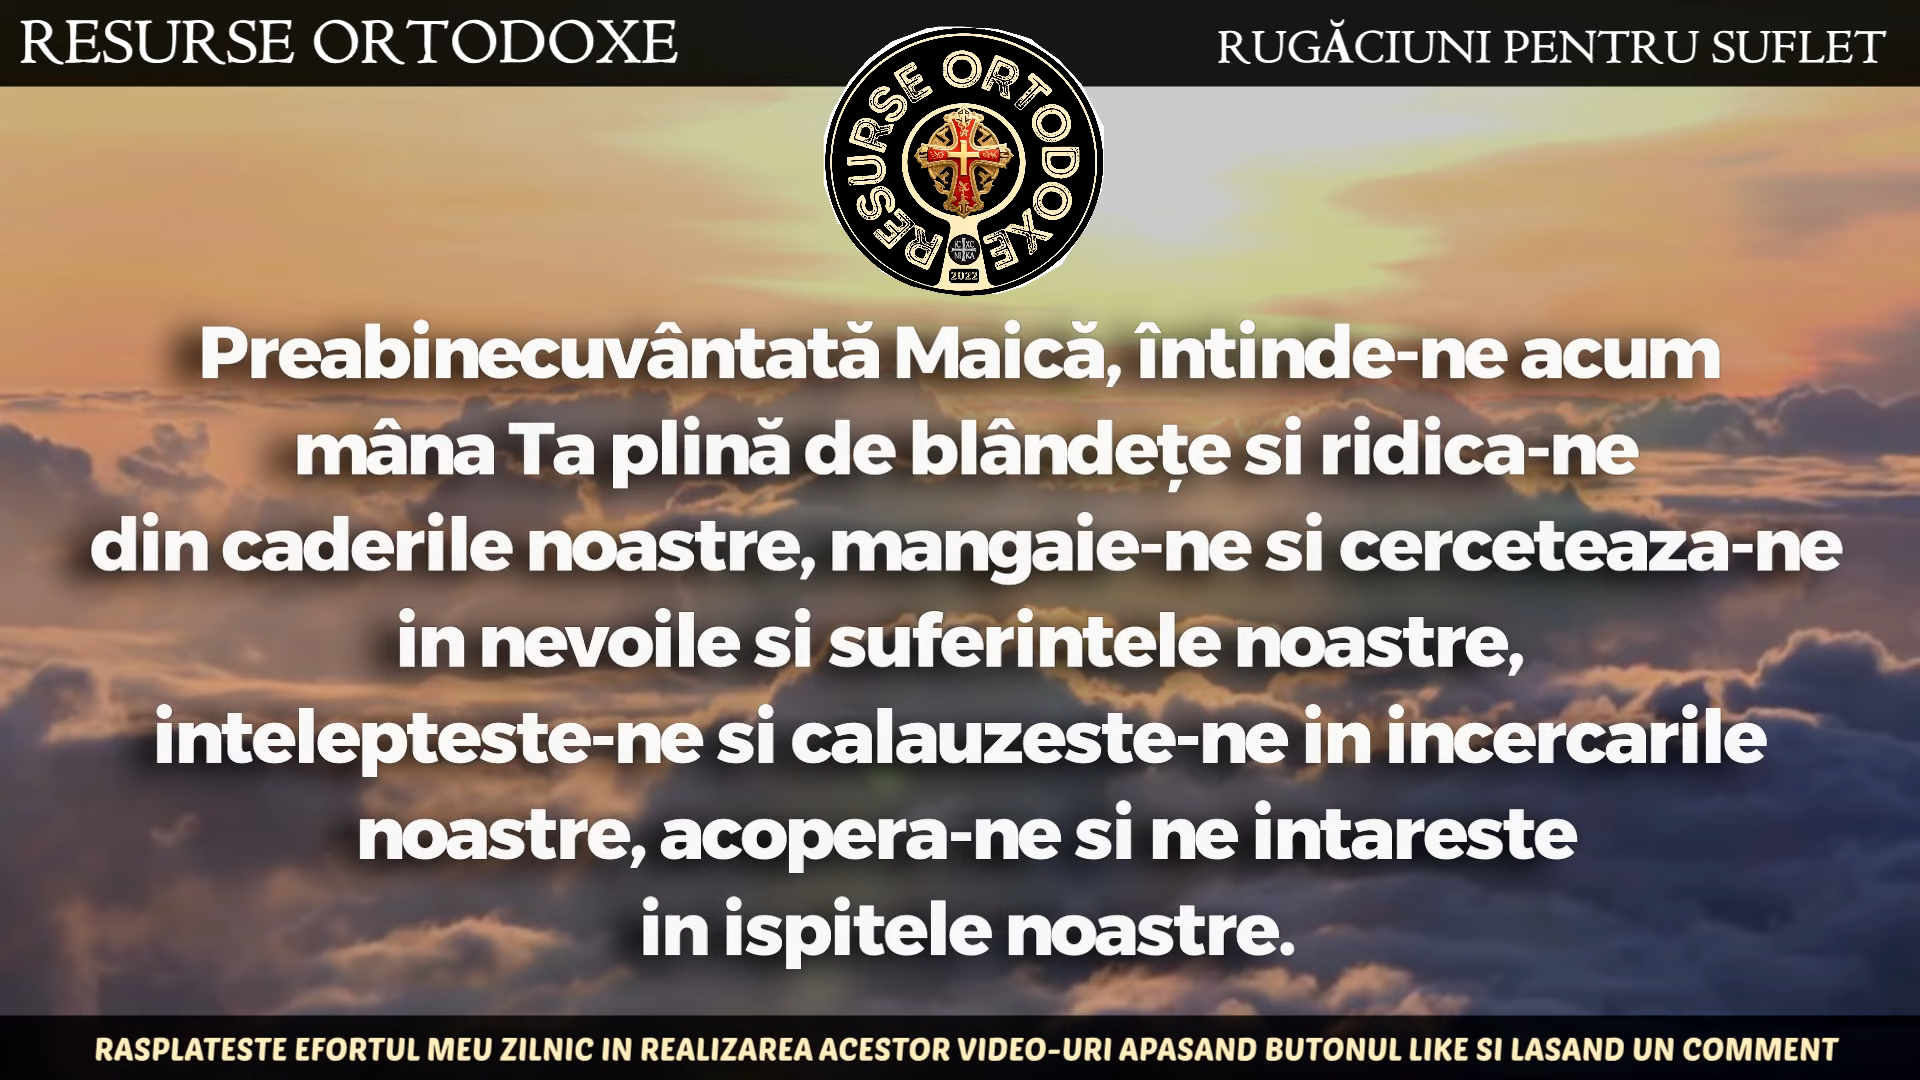 RESURSE ORTODOXE
RUGĂCIUNI PENTRU SUFLET
RESURSE ORTODOXE
IC XC
NI KA
2022
Preabinecuvântată Maică, întinde-ne acum
mâna Ta plină de blândețe si ridica-ne
din caderile noastre, mangaie-ne si cerceteaza-ne
in nevoile si suferintele noastre,
intelepteste-ne si calauzeste-ne in incercarile
noastre, acopera-ne si ne intareste
in ispitele noastre.
RASPLATESTE EFORTUL MEU ZILNIC IN REALIZAREA ACESTOR VIDEO-URI APASAND BUTONUL LIKE SI LASAND UN COMMENT